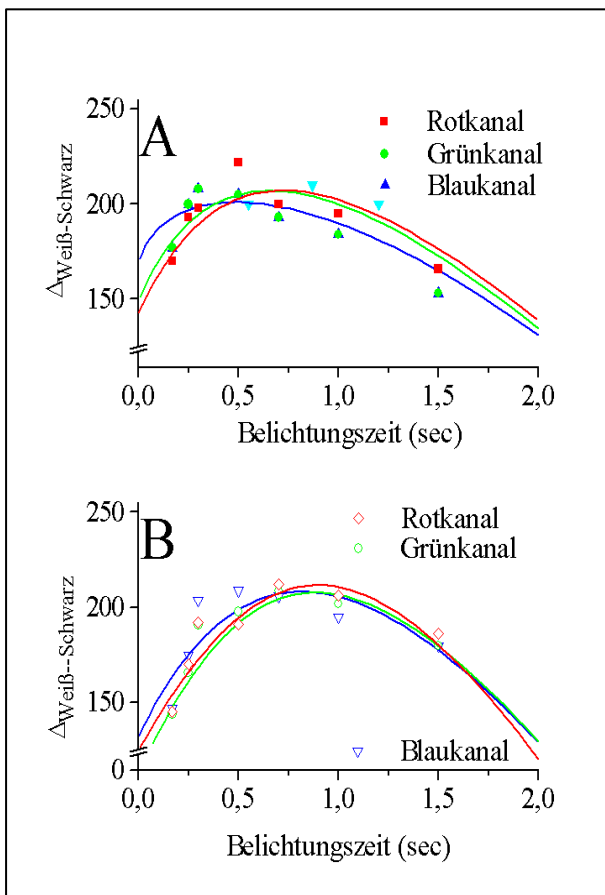 250
A
Rotkanal
Grünkanal
Blaukanal
200
150
ΔWeiß-Schwarz
0,0 0,5 1,0 1,5 2,0
Belichtungszeit (sec)
250
B
Rotkanal
Grünkanal
200
150
ΔWeiß--Schwarz
Blaukanal
0
0,0 0,5 1,0 1,5 2,0
Belichtungszeit (sec)